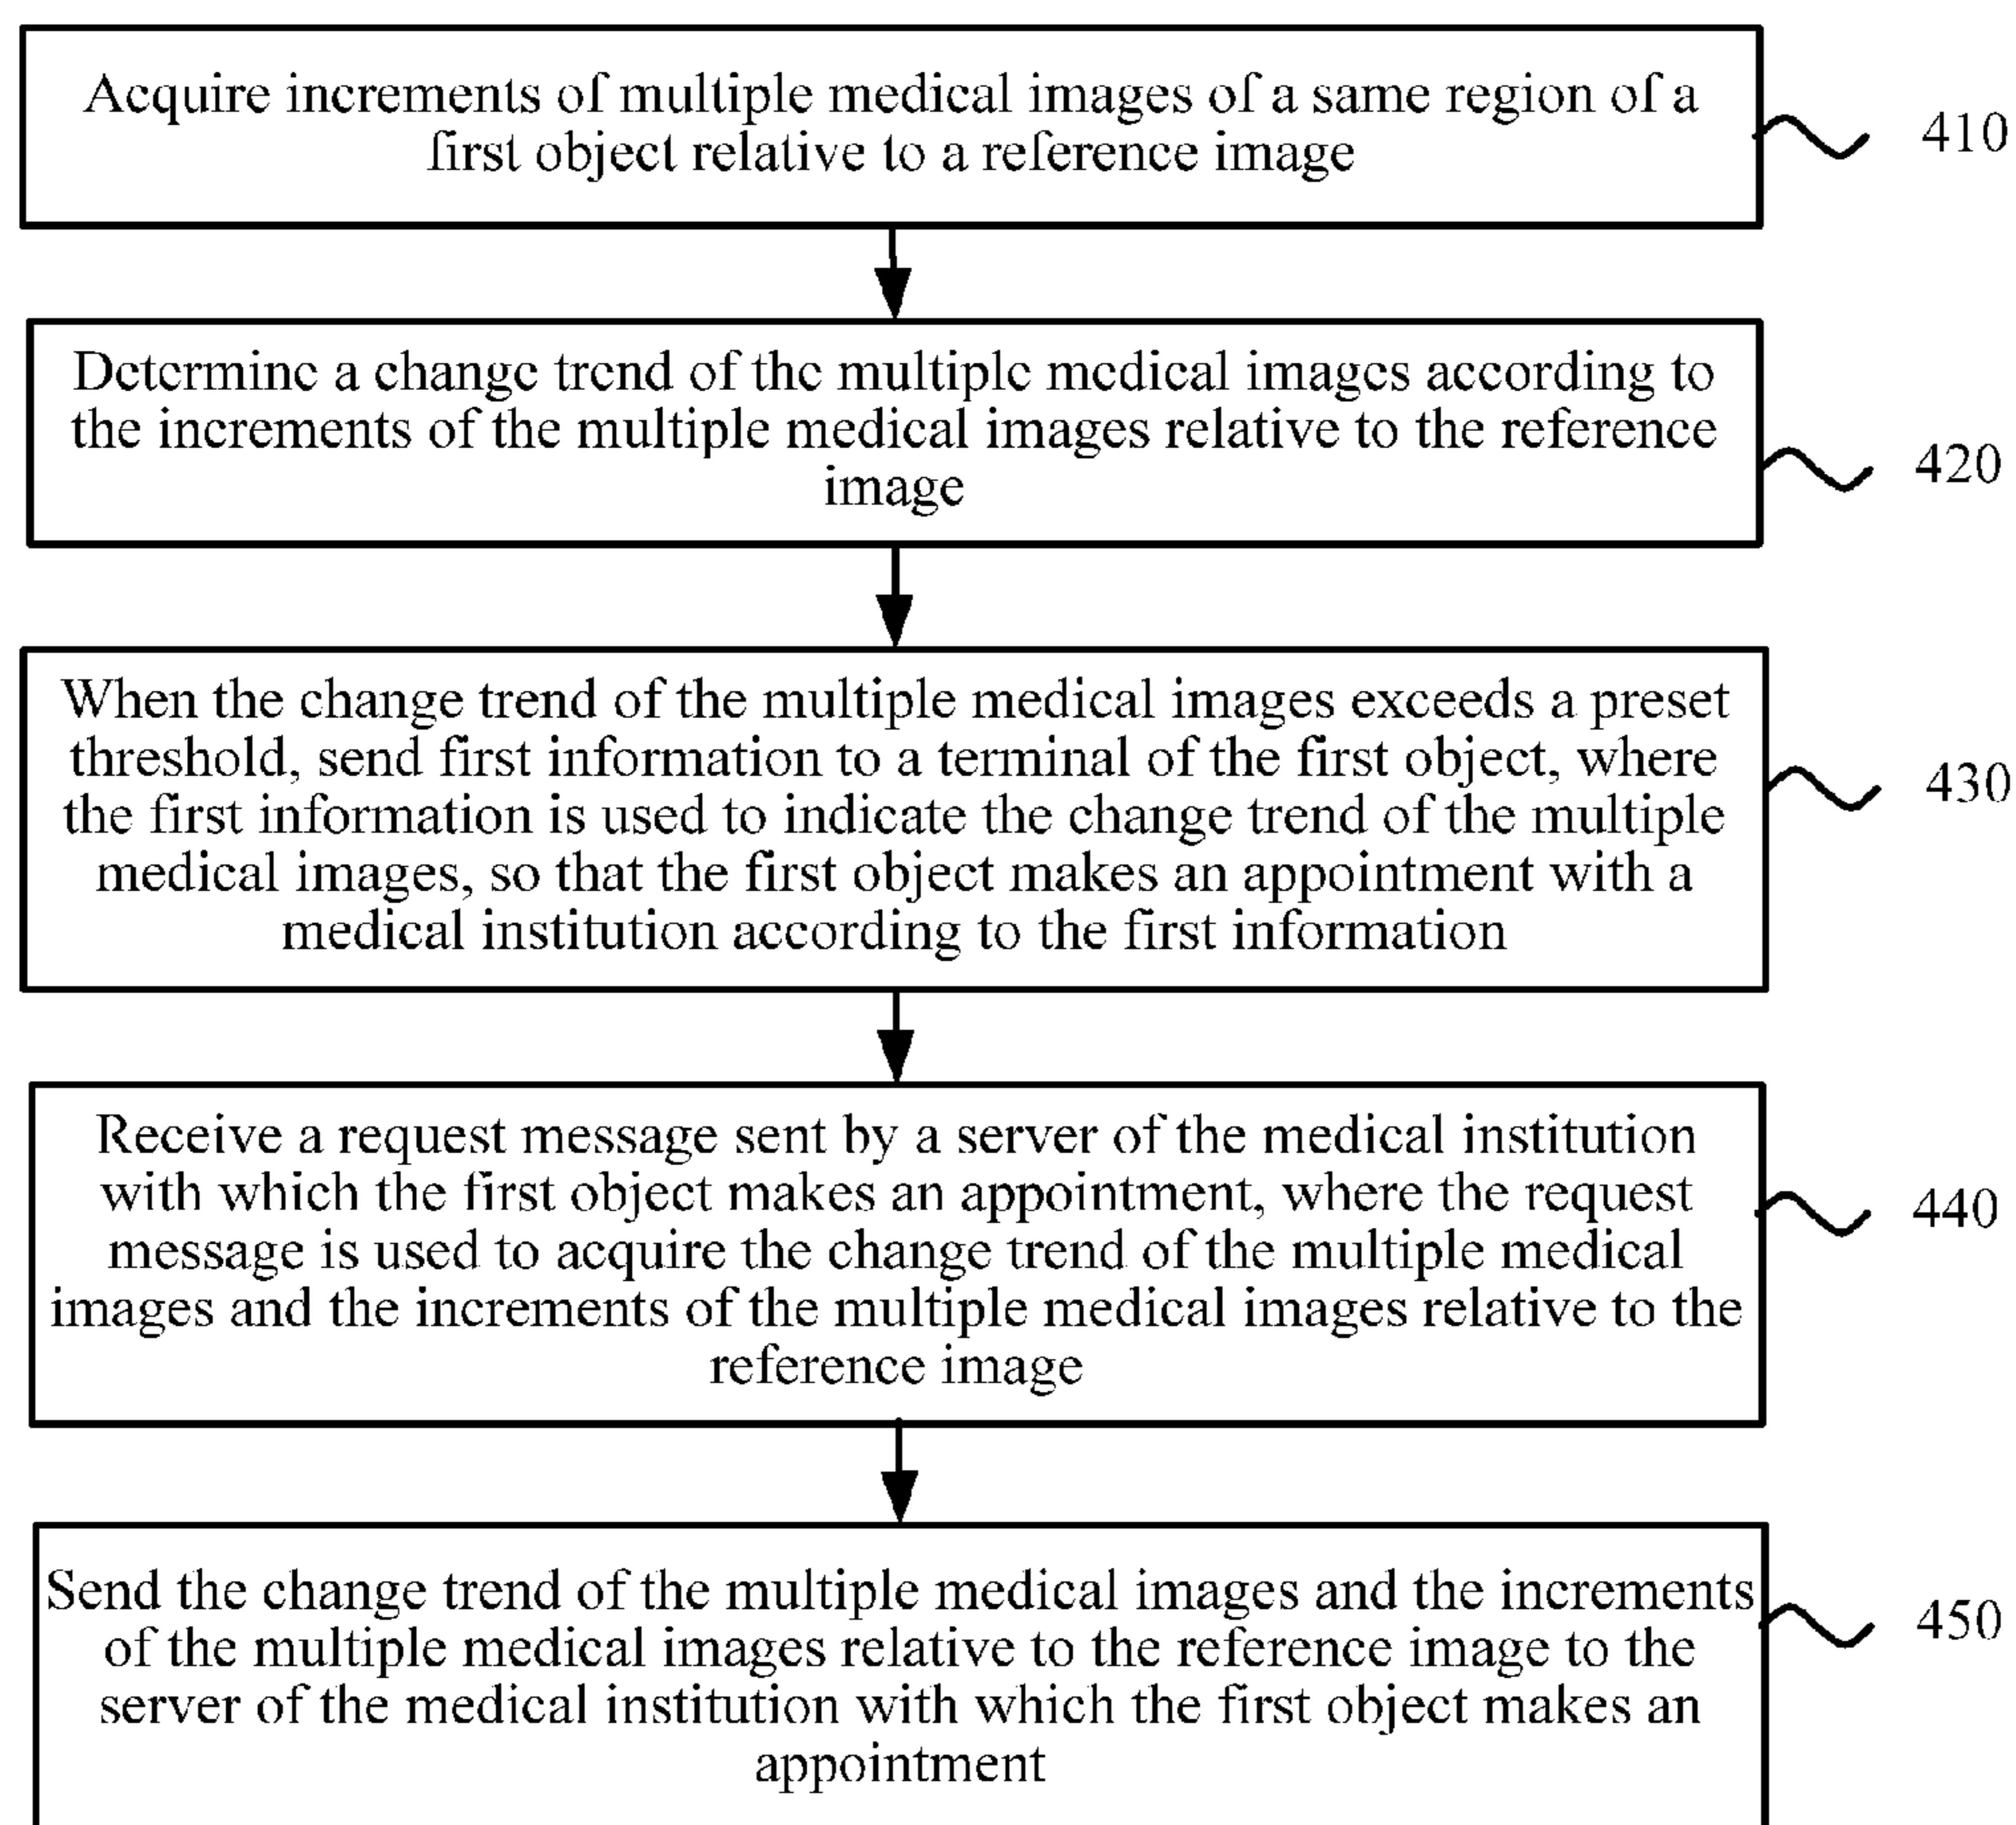 Acquire increments of multiple medical images of a same region of a
first object relative to a reference image
410
Determine a change trend of the multiple medical images according to
the increments of the multiple medical images relative to the reference
image
420
When the change trend of the multiple medical images exceeds a preset
threshold, send first information to a terminal of the first object, where
the first information is used to indicate the change trend of the multiple
medical images, so that the first object makes an appointment with a
medical institution according to the first information
430
Receive a request message sent by a server of the medical institution
with which the first object makes an appointment, where the request
message is used to acquire the change trend of the multiple medical
images and the increments of the multiple medical images relative to the
reference image
440
Send the change trend of the multiple medical images and the increments
of the multiple medical images relative to the reference image to the
server of the medical institution with which the first object makes an
appointment
450